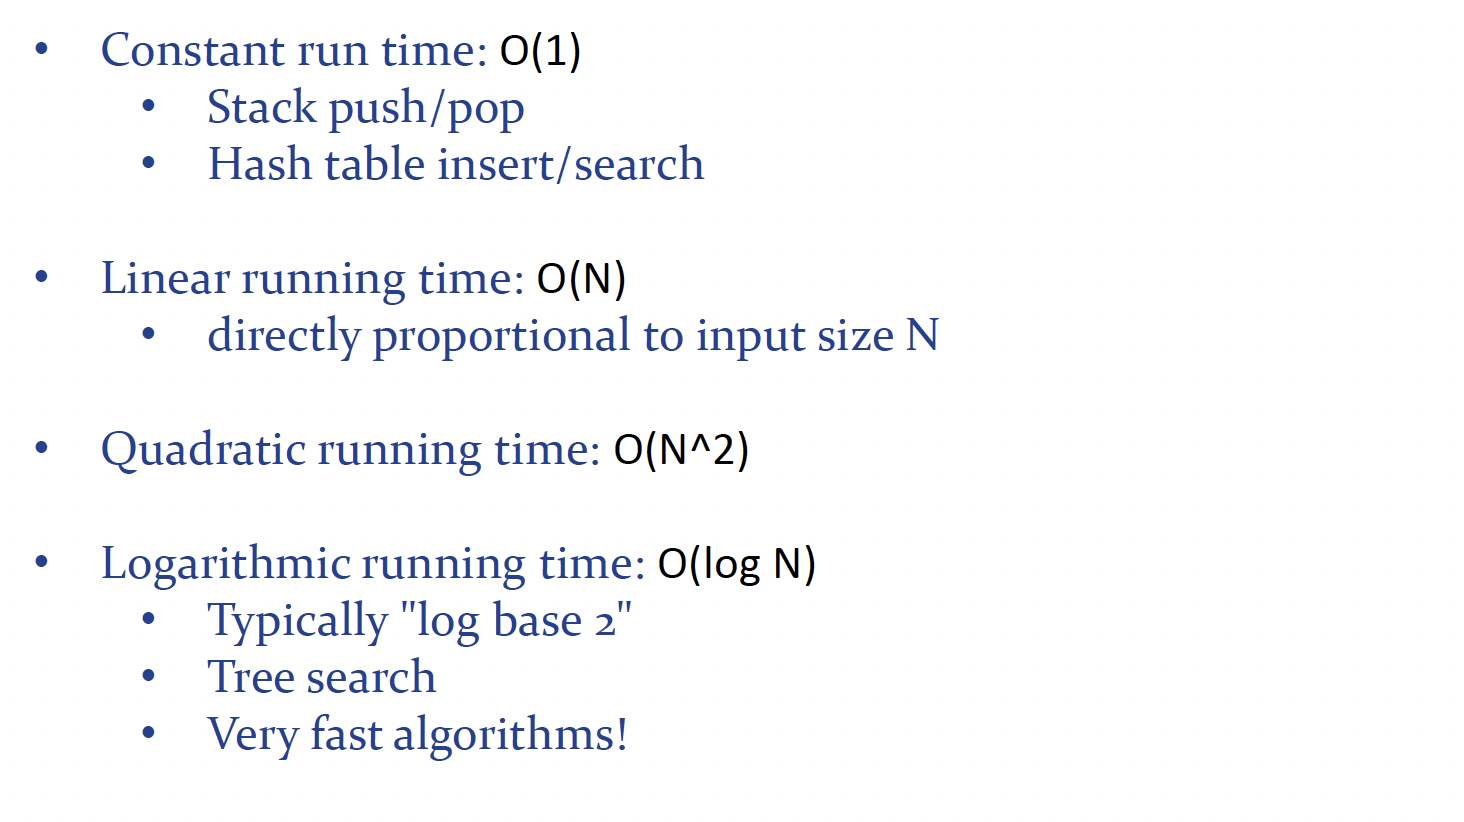 • Constant run time: O(1)
• Stack push/pop
• Hash table insert/search
• Linear running time: O(N)
• directly proportional to input size N
• Quadratic running time: O(N^2)
• Logarithmic running time: O(log N)
• Typically "log base 2"
• Tree search
• Very fast algorithms!